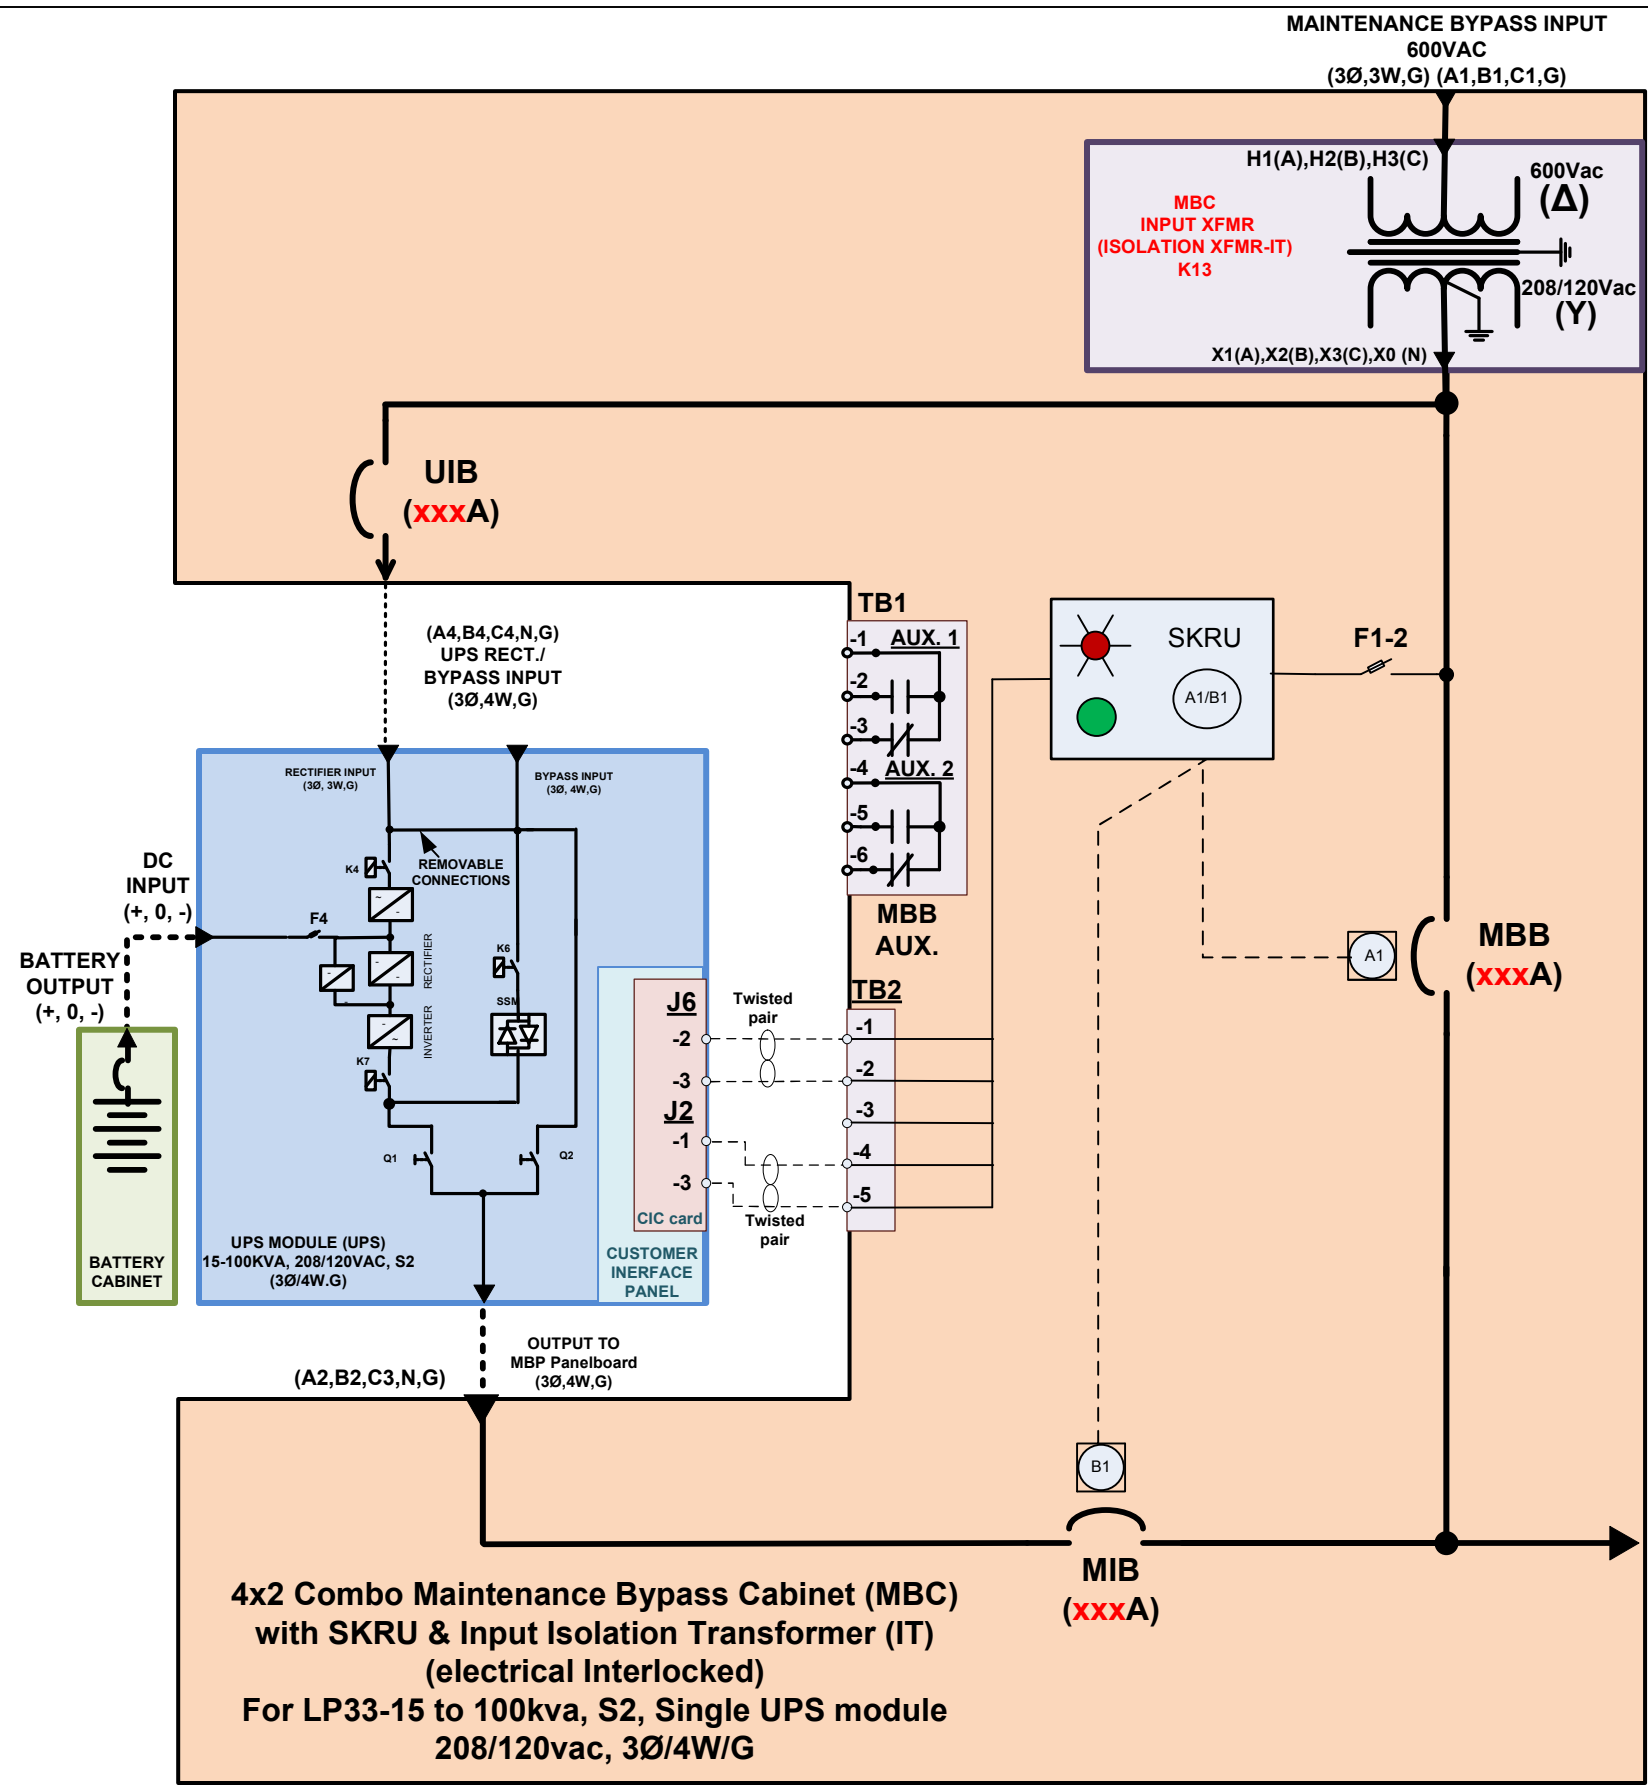 MAINTENANCE BYPASS INPUT
600VAC
(3Ø,3W,G) (A1,B1,C1,G)
H1(A),H2(B),H3(C)
600Vac
(Δ)
MBC
INPUT XFMR
(ISOLATION XFMR-IT)
K13
208/120Vac
(Y)
X1(A),X2(B),X3(C),X0 (N)
UIB
(xxxA)
(A4,B4,C4,N,G)
UPS RECT./
BYPASS INPUT
(3Ø,4W,G)
TB1
-1 AUX. 1
-2
-3
-4 AUX. 2
-5
-6
MBB
AUX.
SKRU
A1/B1
F1-2
RECTIFIER INPUT
(3Ø, 3W,G)
BYPASS INPUT
(3Ø, 4W,G)
REMOVABLE
CONNECTIONS
K4
DC
INPUT
(+, 0, -)
F4
RECTIFIER
K6
SSM
INVERTER
K7
BATTERY
OUTPUT
(+, 0, -)
A1
MBB
(xxxA)
J6
-2
-3
J2
-1
-3
CIC card
Twisted
pair
Twisted
pair
TB2
-1
-2
-3
-4
-5
Q1
Q2
UPS MODULE (UPS)
15-100KVA, 208/120VAC, S2
(3Ø/4W.G)
CUSTOMER
INERFACE
PANEL
BATTERY
CABINET
OUTPUT TO
MBP Panelboard
(3Ø,4W,G)
(A2,B2,C3,N,G)
B1
MIB
(xxxA)
4x2 Combo Maintenance Bypass Cabinet (MBC)
with SKRU & Input Isolation Transformer (IT)
(electrical Interlocked)
For LP33-15 to 100kva, S2, Single UPS module
208/120vac, 3Ø/4W/G